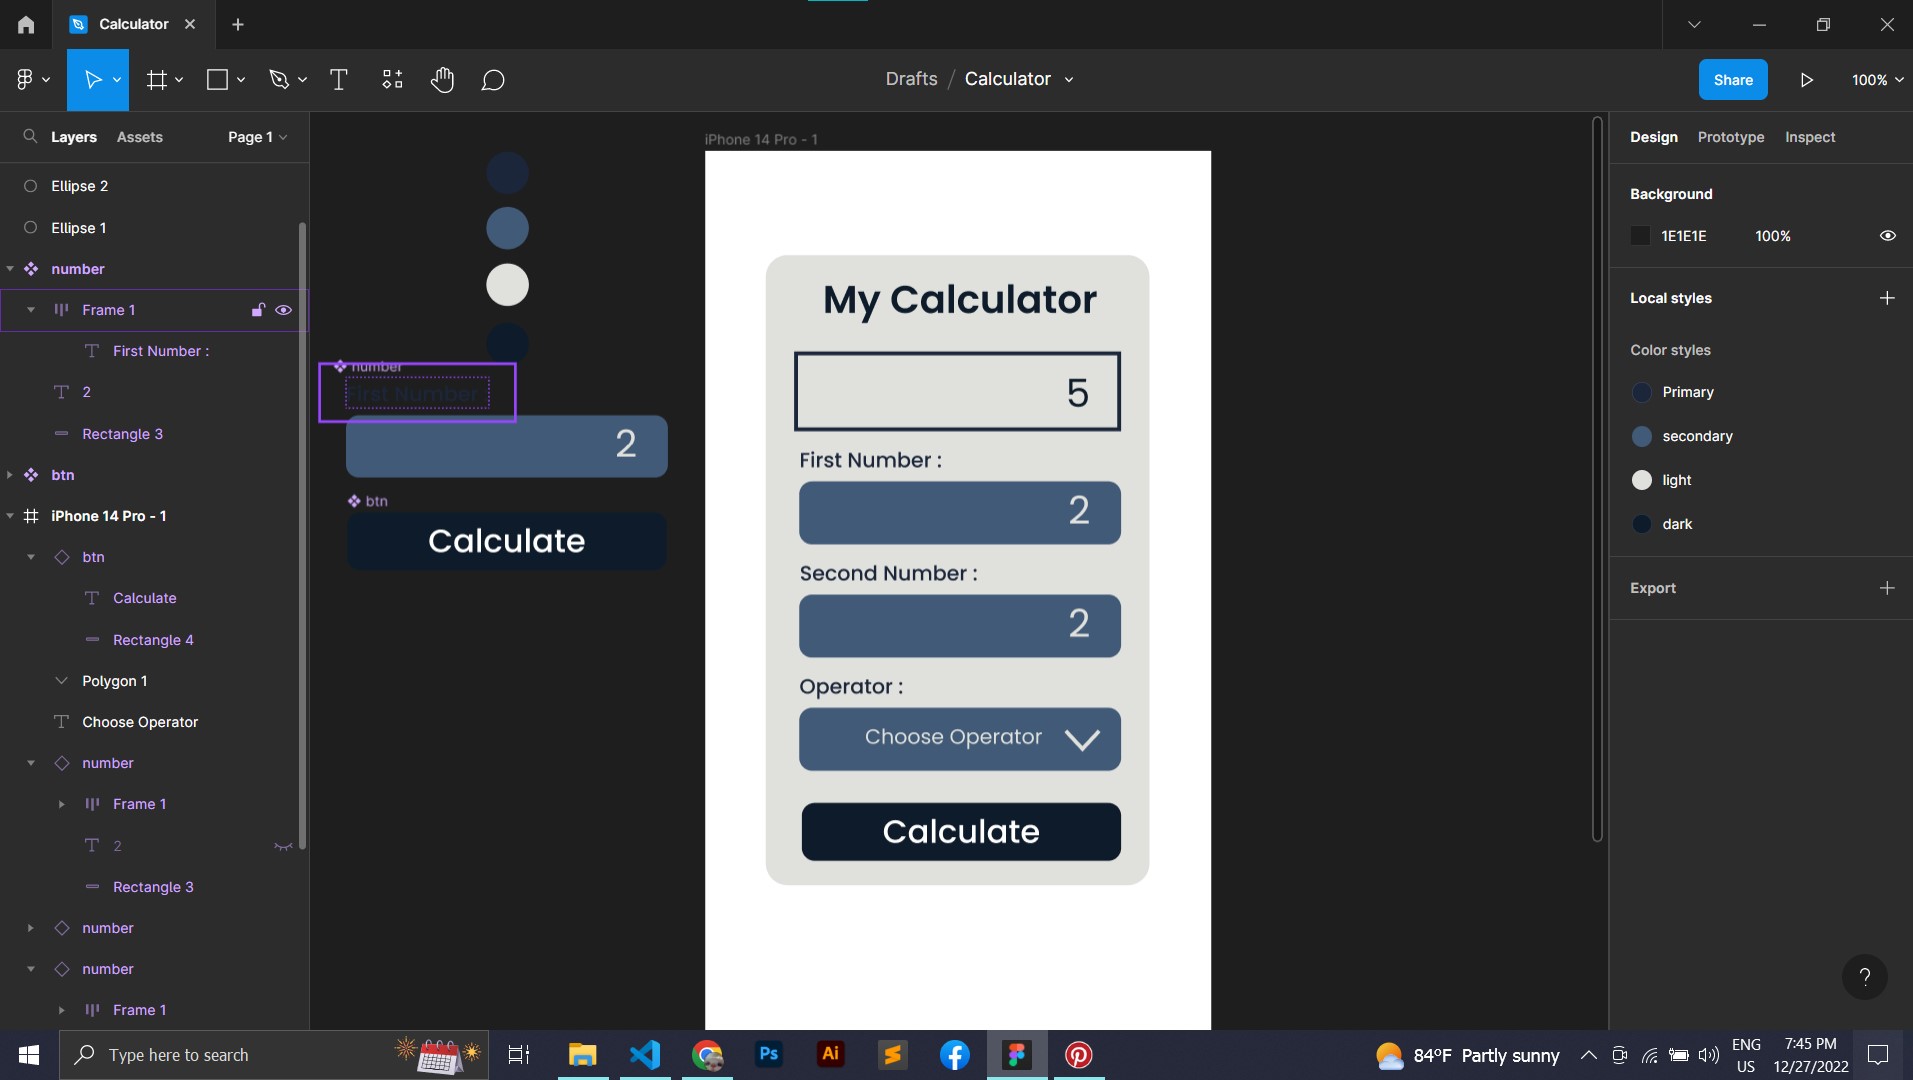 Calculator
Drafts / Calculator
Share
100%
Layers
Assets
Page 1
Ellipse 2
Ellipse 1
number
Frame 1
First Number :
2
Rectangle 3
btn
iPhone 14 Pro - 1
btn
Calculate
Rectangle 4
Polygon 1
Choose Operator
number
Frame 1
2
Rectangle 3
number
number
Frame 1
number
First Number
2
btn
Calculate
iPhone 14 Pro - 1
My Calculator
5
First Number :
2
Second Number :
2
Operator :
Choose Operator
Calculate
Design
Prototype
Inspect
Background
1E1E1E
100%
Local styles
Color styles
Primary
secondary
light
dark
Export
?
Type here to search
Ps
Ai
84°F Partly sunny
ENG
US
7:45 PM
12/27/2022